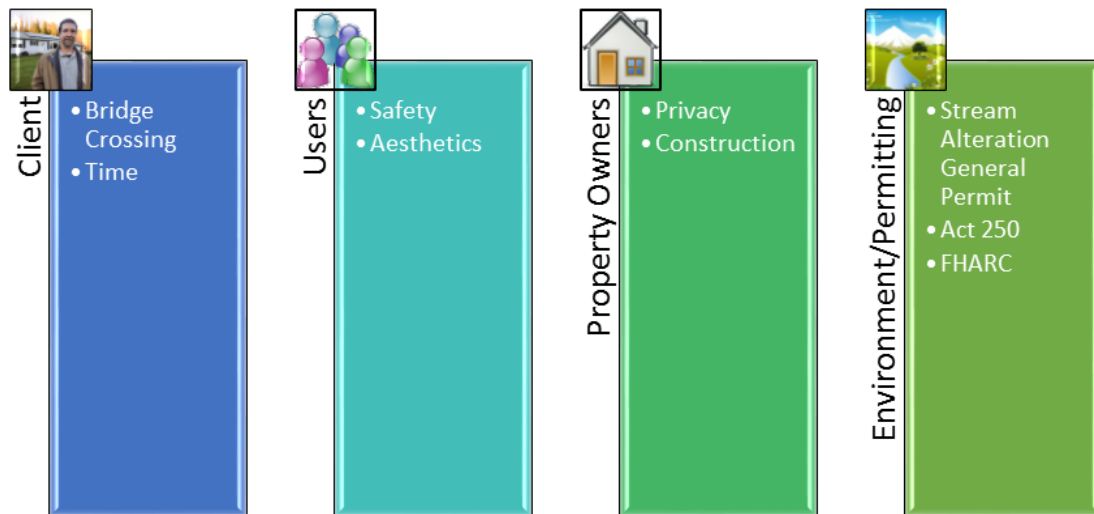 Client
• Bridge
Crossing
• Time
Users
• Safety
• Aesthetics
Property Owners
• Privacy
• Construction
Environment/Permitting
• Stream
Alteration
General
Permit
• Act 250
• FHARC